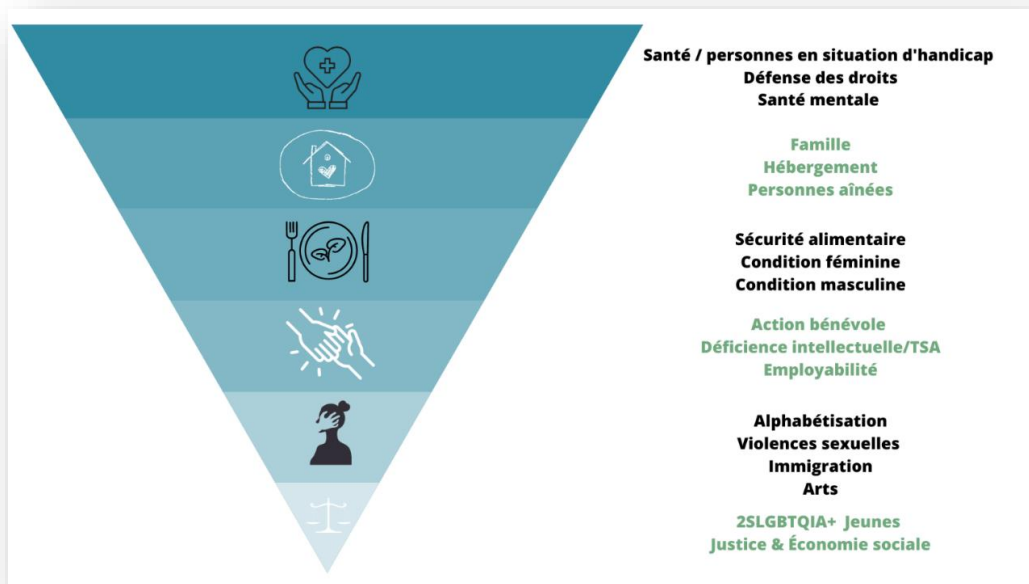 Santé / personnes en situation d'handicap
Défense des droits
Santé mentale
Famille
Hébergement
Personnes aînées
Sécurité alimentaire
Condition féminine
Condition masculine
Action bénévole
Déficience intellectuelle/TSA
Employabilité
Alphabétisation
Violences sexuelles
Immigration
Arts
2SLGBTQIA+ Jeunes
Justice & Économie sociale